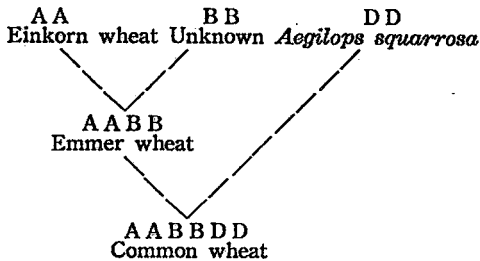 A A B B D D
Einkorn wheat Unknown Aegilops squarrosa
A A B B
Emmer wheat
A A B B D D
Common wheat